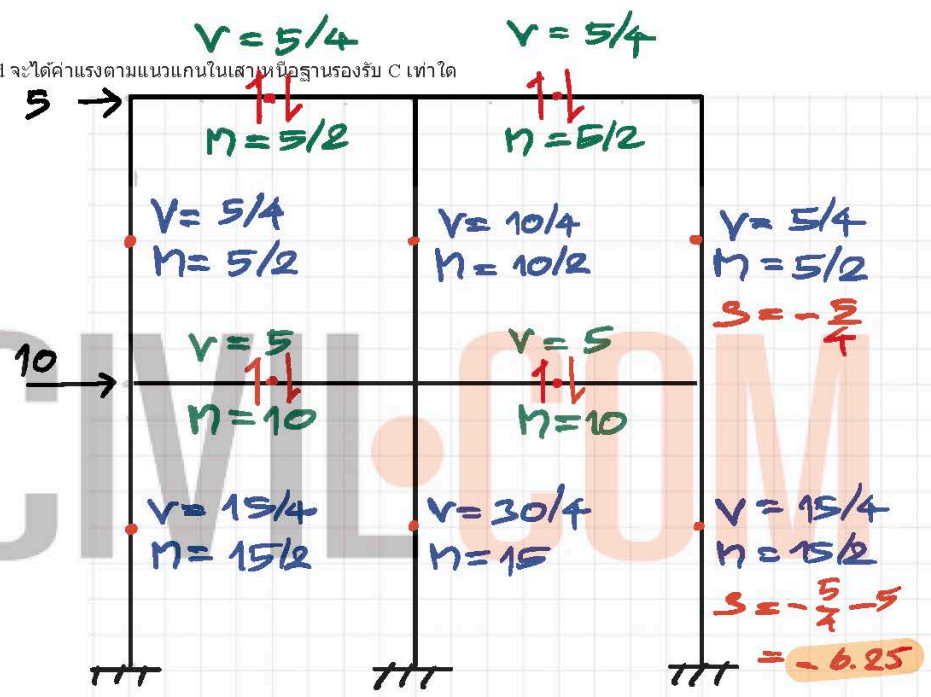 V = 5/4
V = 5/4
d จะได้ค่าแรงตามแนวแกนในเสาเหนือฐานรองรับ C เท่าใด
5 →
M = 5/2
M = 5/2
V = 5/4
M = 5/2
V = 10/4
M = 10/2
V = 5/4
M = 5/2
S = - 5/4
10
V = 5
V = 5
M = 10
M = 10
CIVIL.COM
V = 15/4
M = 15/2
V = 30/4
M = 15
V = 15/4
M = 15/2
S = - 5/4 - 5
= - 6.25